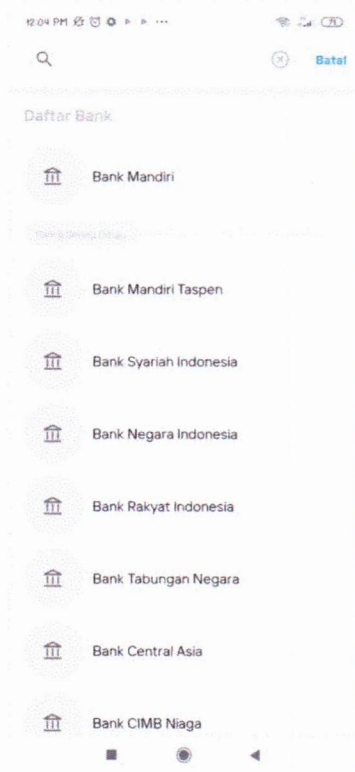 12.04 PM
Batal
Daftar Bank
Bank Mandiri
Bank Mandiri Taspen
Bank Syariah Indonesia
Bank Negara Indonesia
Bank Rakyat Indonesia
Bank Tabungan Negara
Bank Central Asia
Bank CIMB Niaga